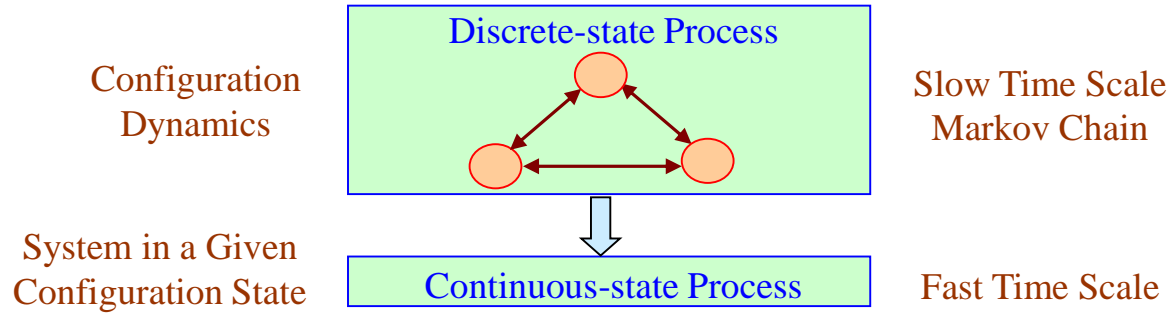 Discrete-state Process
Configuration
Dynamics
Slow Time Scale
Markov Chain
System in a Given
Configuration State
Continuous-state Process
Fast Time Scale